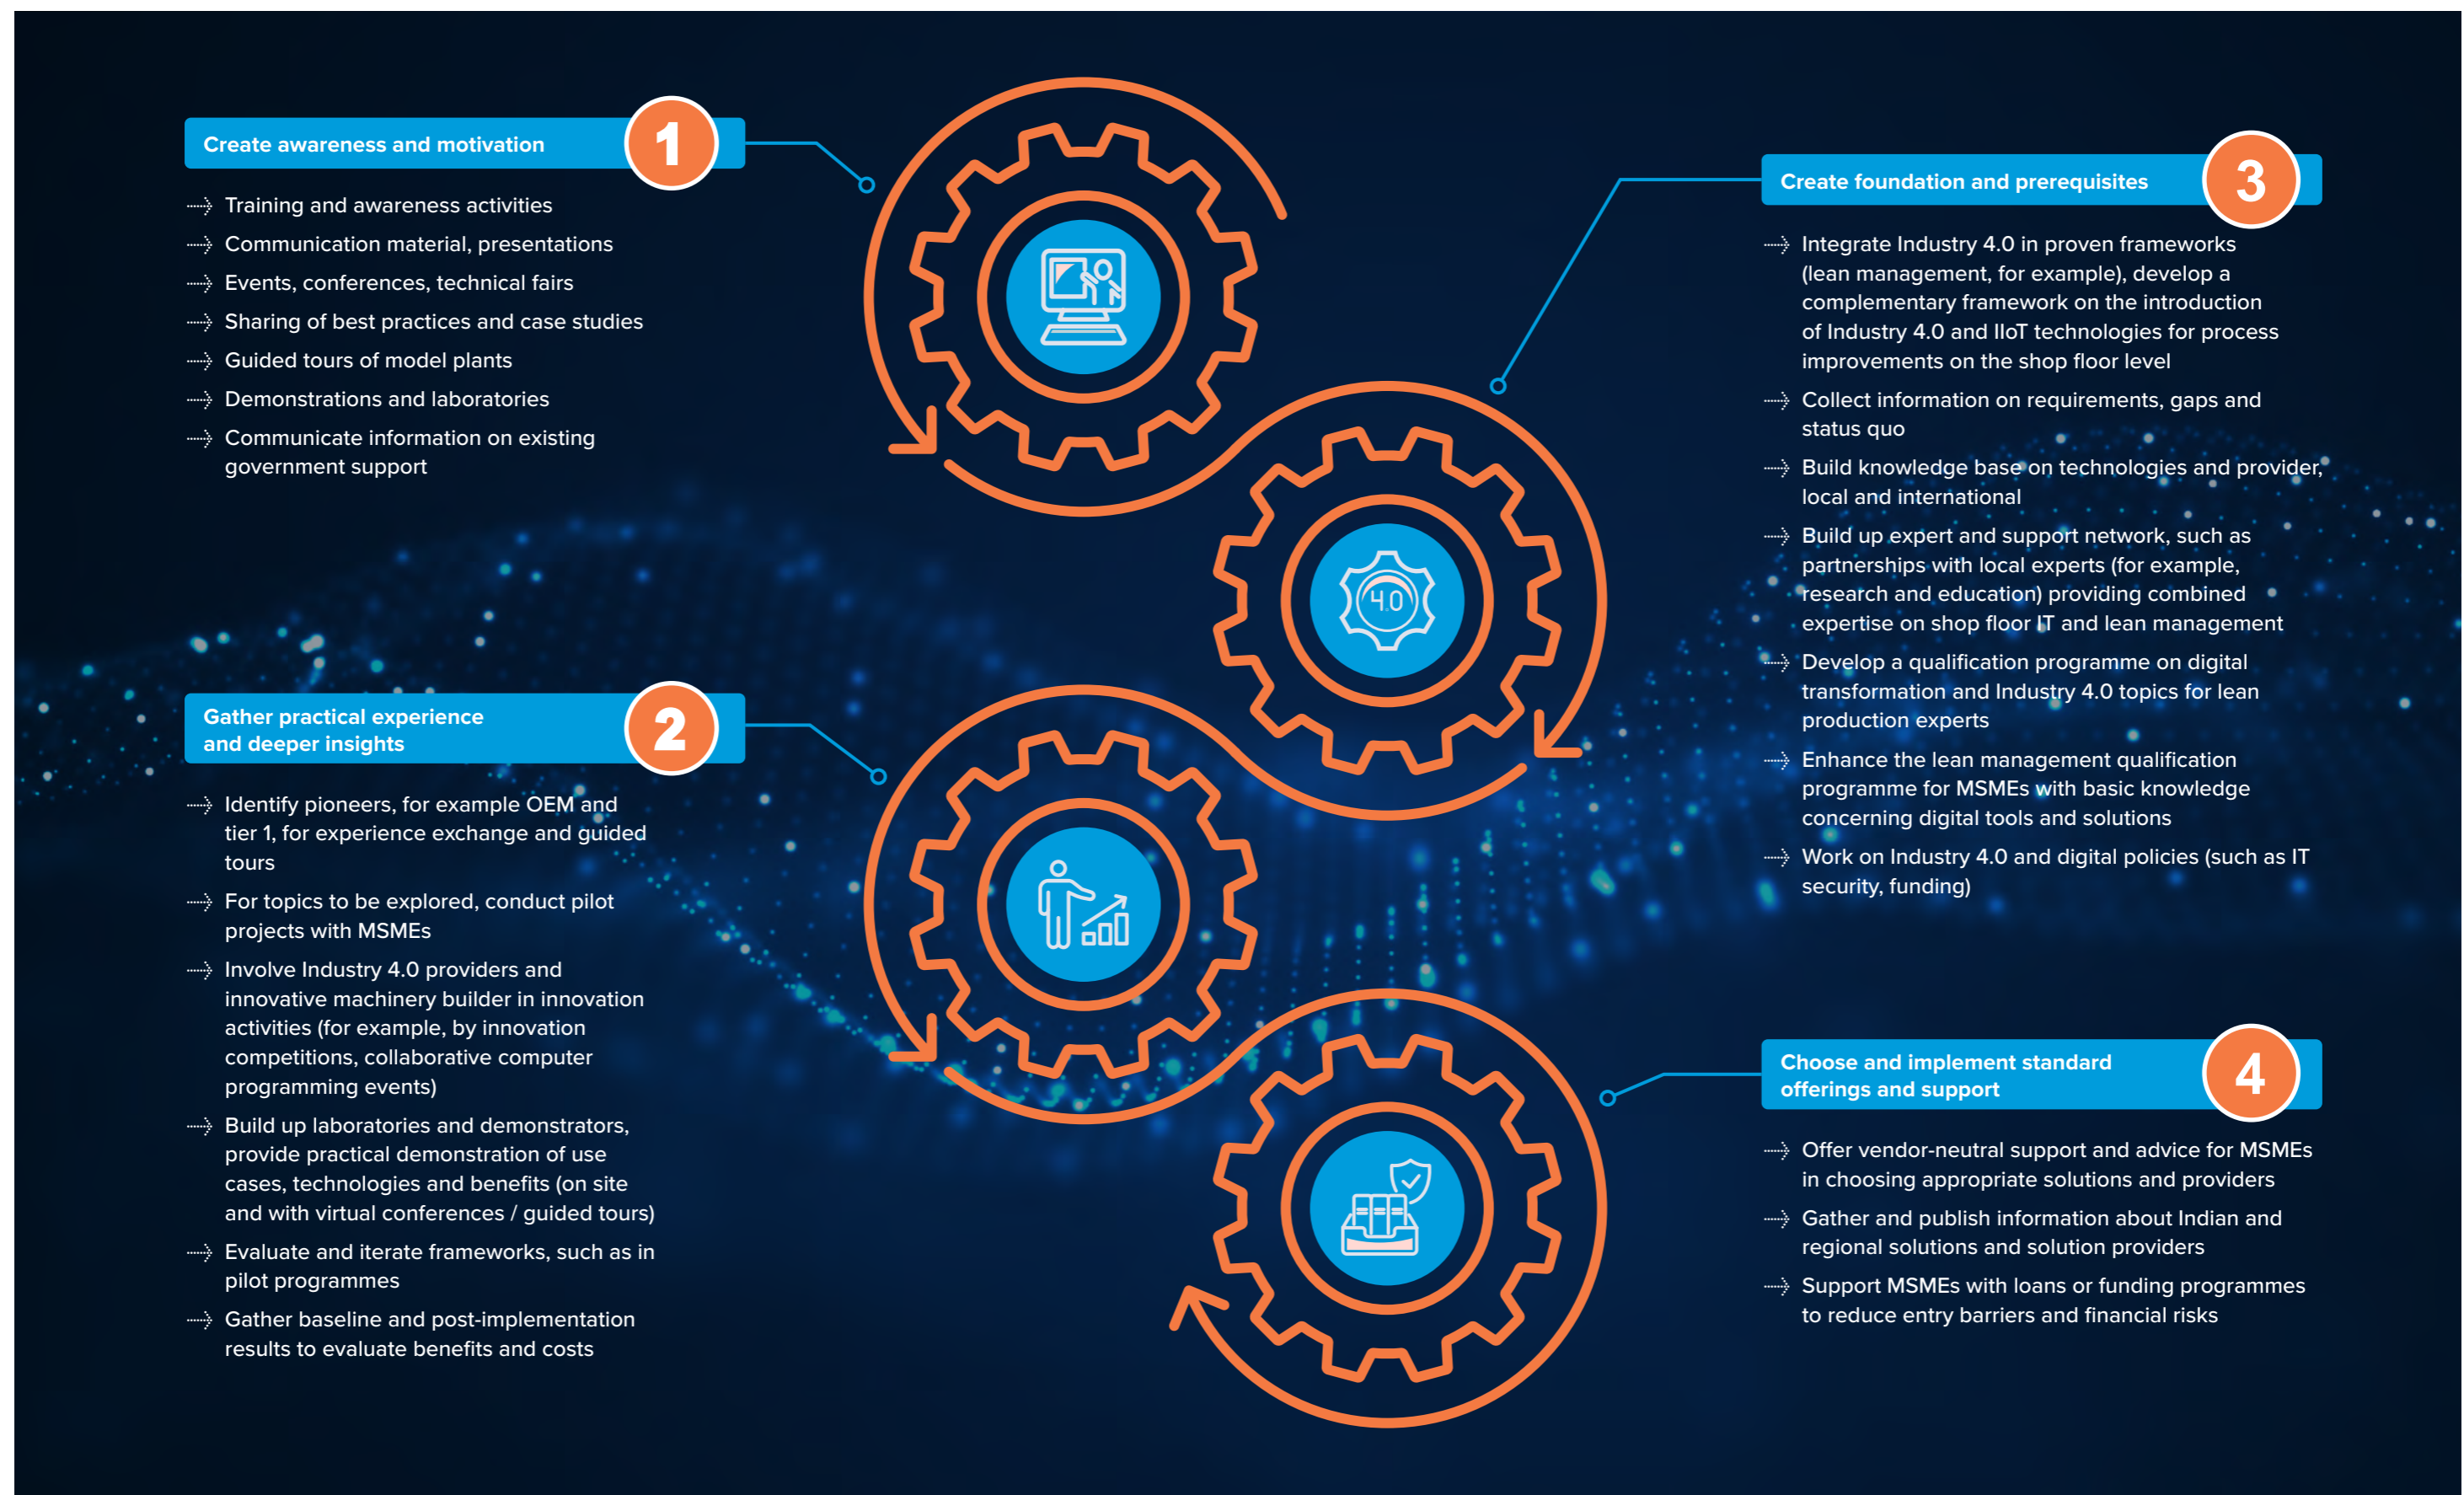 Create awareness and motivation
1
Training and awareness activities
Communication material, presentations
Events, conferences, technical fairs
Sharing of best practices and case studies
Guided tours of model plants
Demonstrations and laboratories
Communicate information on existing
government support
Gather practical experience
and deeper insights
2
Identify pioneers, for example OEM and
tier 1, for experience exchange and guided
tours
For topics to be explored, conduct pilot
projects with MSMEs
Involve Industry 4.0 providers and
innovative machinery builder in innovation
activities (for example, by innovation
competitions, collaborative computer
programming events)
Build up laboratories and demonstrators,
provide practical demonstration of use
cases, technologies and benefits (on site
and with virtual conferences / guided tours)
Evaluate and iterate frameworks, such as in
pilot programmes
Gather baseline and post-implementation
results to evaluate benefits and costs
4.0
Create foundation and prerequisites
3
Integrate Industry 4.0 in proven frameworks
(lean management, for example), develop a
complementary framework on the introduction
of Industry 4.0 and IIoT technologies for process
improvements on the shop floor level
Collect information on requirements, gaps and
status quo
Build knowledge base on technologies and provider,
local and international
Build up expert and support network, such as
partnerships with local experts (for example,
research and education) providing combined
expertise on shop floor IT and lean management
Develop a qualification programme on digital
transformation and Industry 4.0 topics for lean
production experts
Enhance the lean management qualification
programme for MSMEs with basic knowledge
concerning digital tools and solutions
Work on Industry 4.0 and digital policies (such as IT
security, funding)
Choose and implement standard
offerings and support
4
Offer vendor-neutral support and advice for MSMEs
in choosing appropriate solutions and providers
Gather and publish information about Indian and
regional solutions and solution providers
Support MSMEs with loans or funding programmes
to reduce entry barriers and financial risks